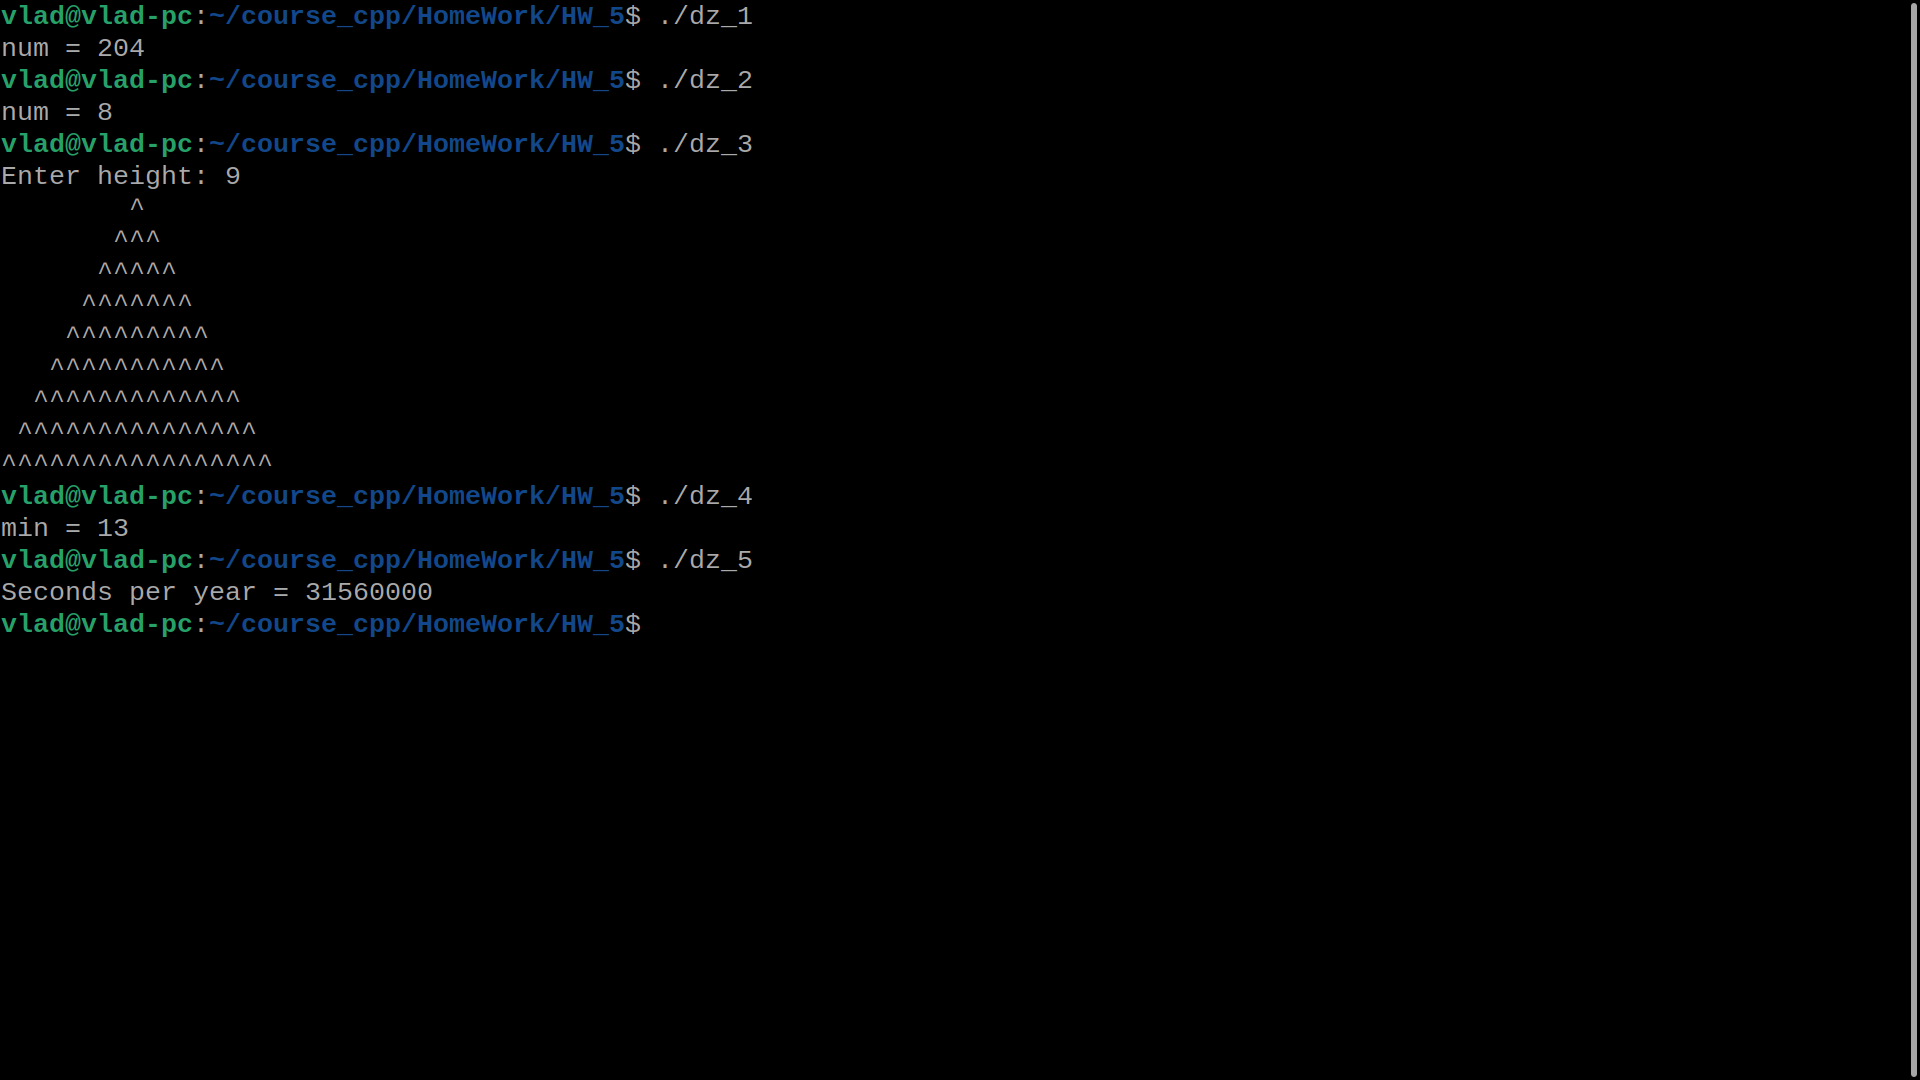 vlad@vlad-pc:~/course_cpp/HomeWork/HW_5$ ./dz_1
num = 204
vlad@vlad-pc:~/course_cpp/HomeWork/HW_5$ ./dz_2
num = 8
vlad@vlad-pc:~/course_cpp/HomeWork/HW_5$ ./dz_3
Enter height: 9
        ^
       ^^^
      ^^^^^
     ^^^^^^^
    ^^^^^^^^^
   ^^^^^^^^^^^
  ^^^^^^^^^^^^^
 ^^^^^^^^^^^^^^^
^^^^^^^^^^^^^^^^^
vlad@vlad-pc:~/course_cpp/HomeWork/HW_5$ ./dz_4
min = 13
vlad@vlad-pc:~/course_cpp/HomeWork/HW_5$ ./dz_5
Seconds per year = 31560000
vlad@vlad-pc:~/course_cpp/HomeWork/HW_5$